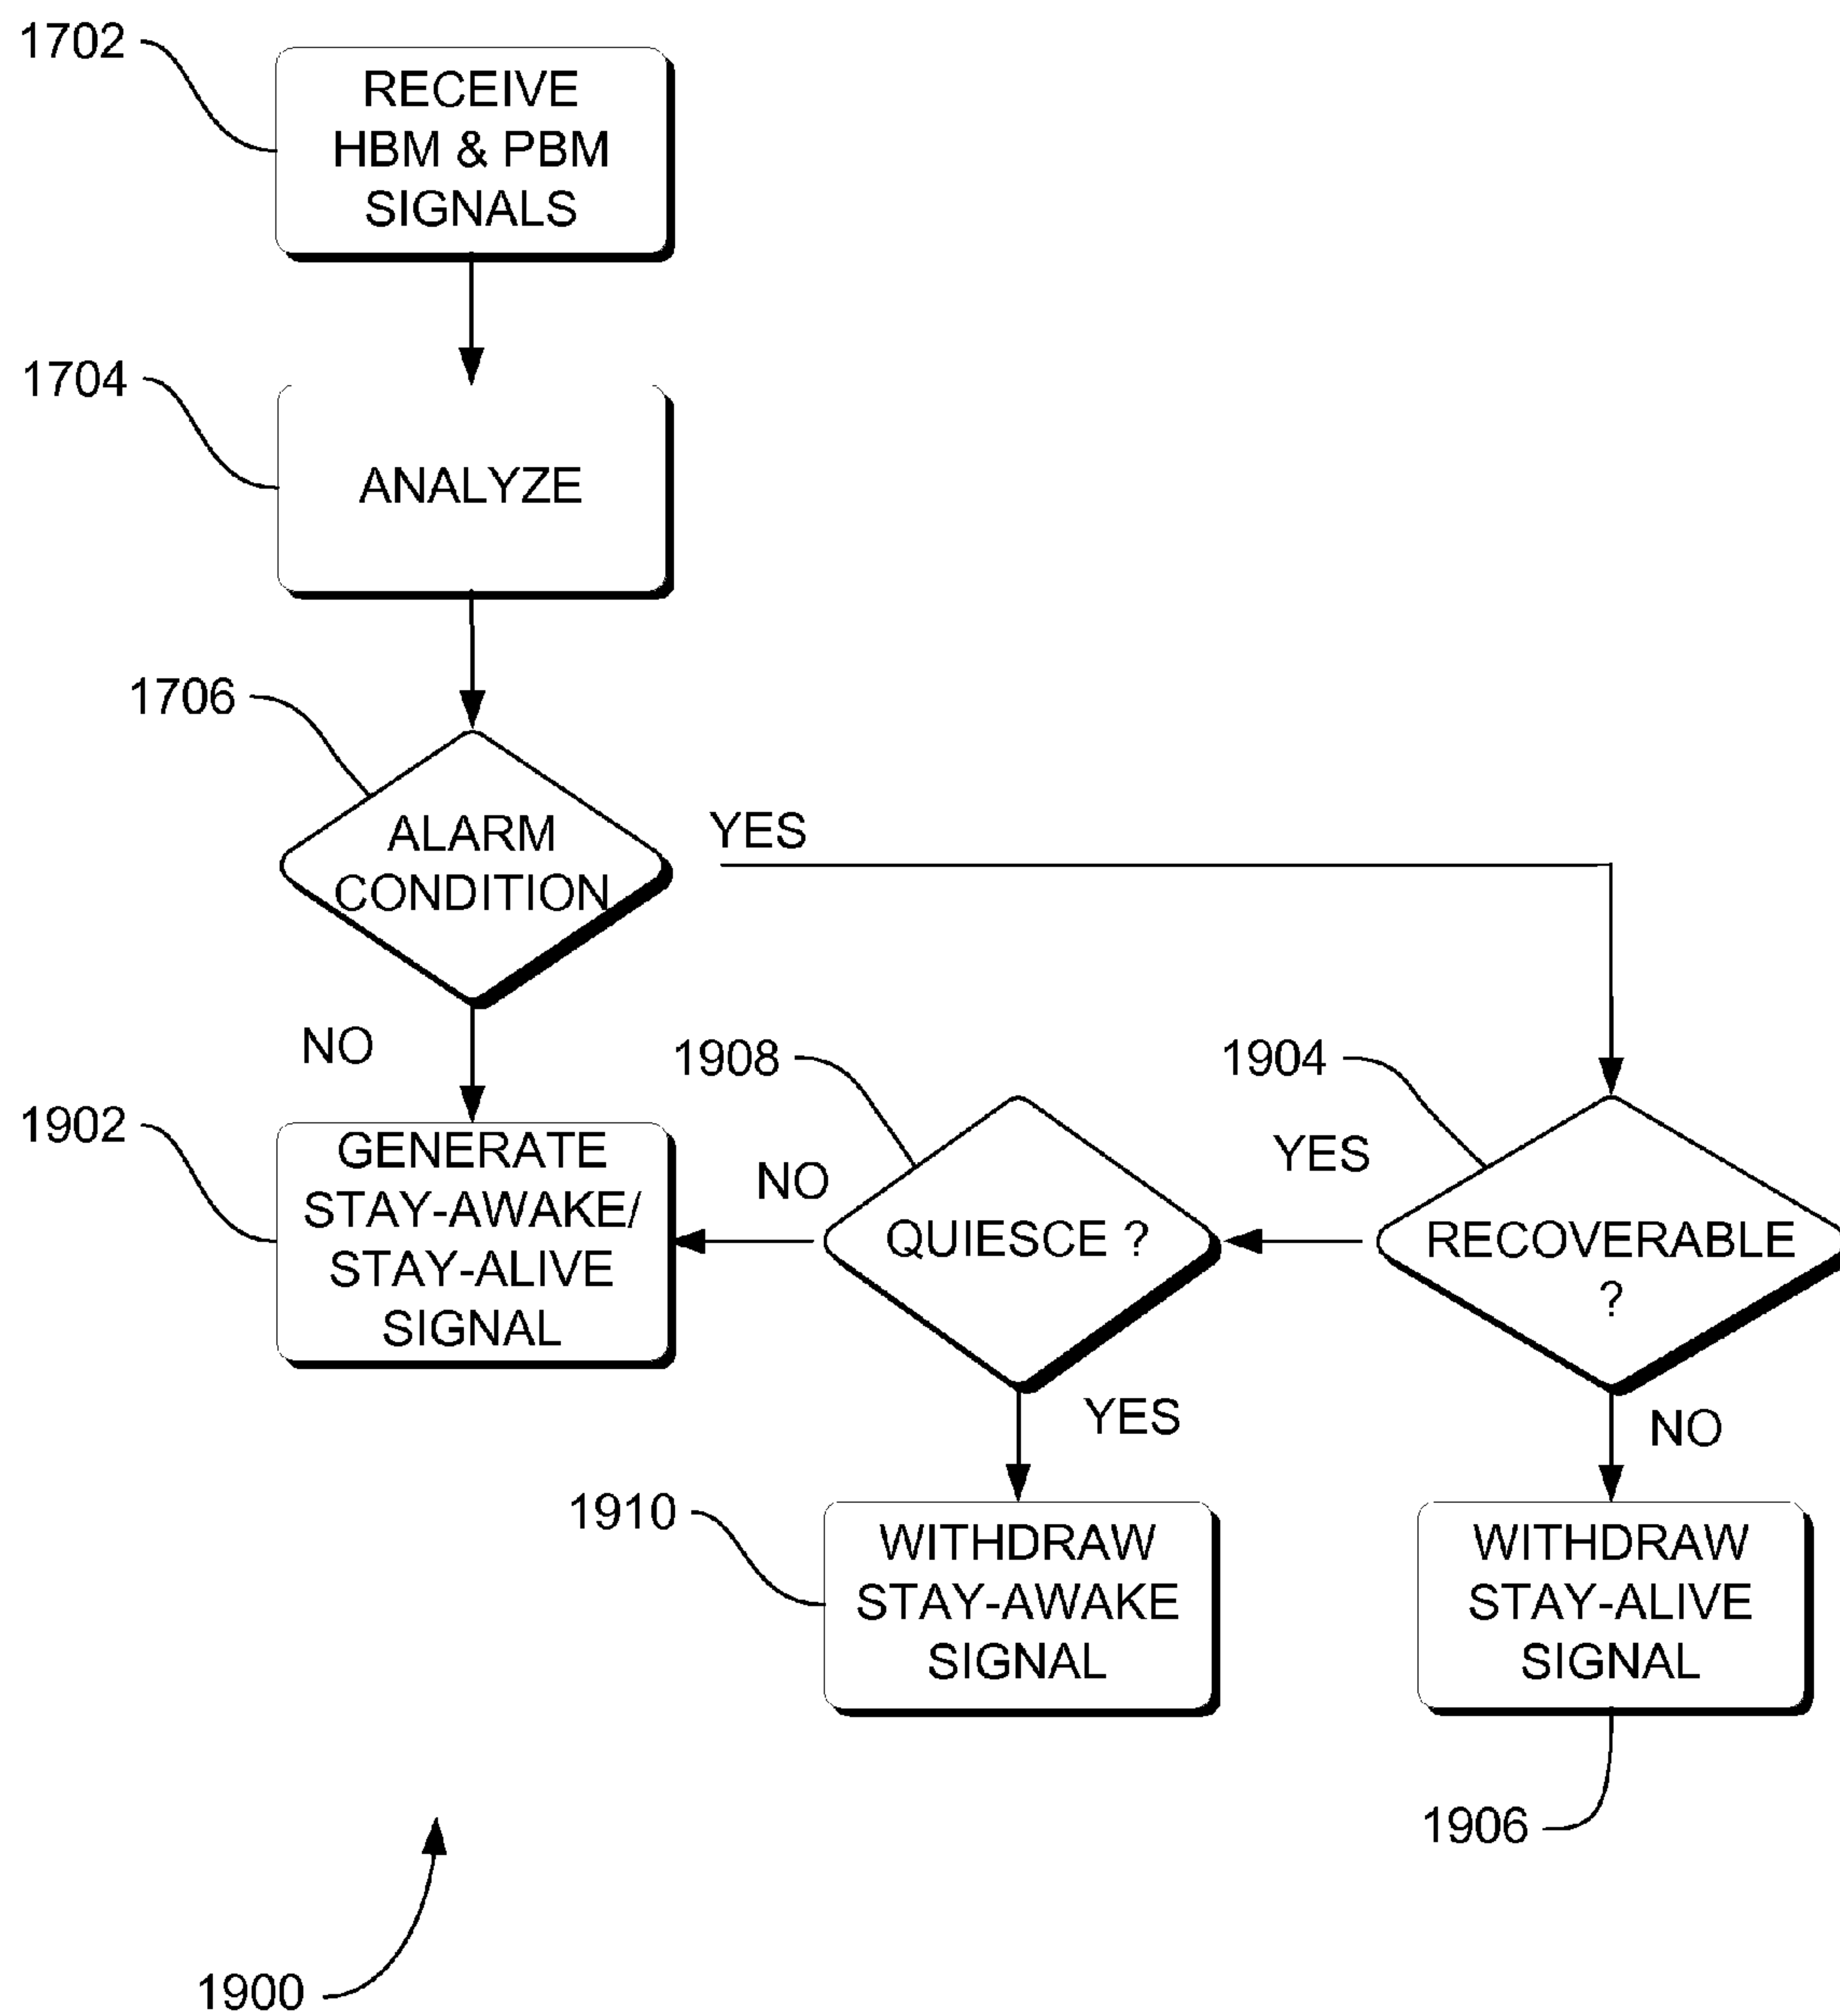 1702
RECEIVE
HBM & PBM
SIGNALS
1704
ANALYZE
1706
ALARM
CONDITION
YES
NO
1902
GENERATE
STAY-AWAKE/
STAY-ALIVE
SIGNAL
NO
1908
QUIESCE ?
YES
1904
RECOVERABLE
?
YES
NO
1910
WITHDRAW
STAY-AWAKE
SIGNAL
WITHDRAW
STAY-ALIVE
SIGNAL
1906
1900